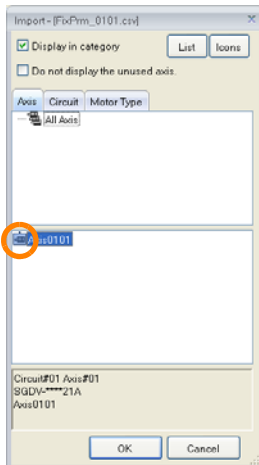 Import - [FixPrm_0101.csv]
Display in category
List
Icons
Do not display the unused axis.
Axis
Circuit
Motor Type
All Axis
Axis0101
Circuit#01 Axis#01
SGDV-****21A
Axis0101
OK
Cancel